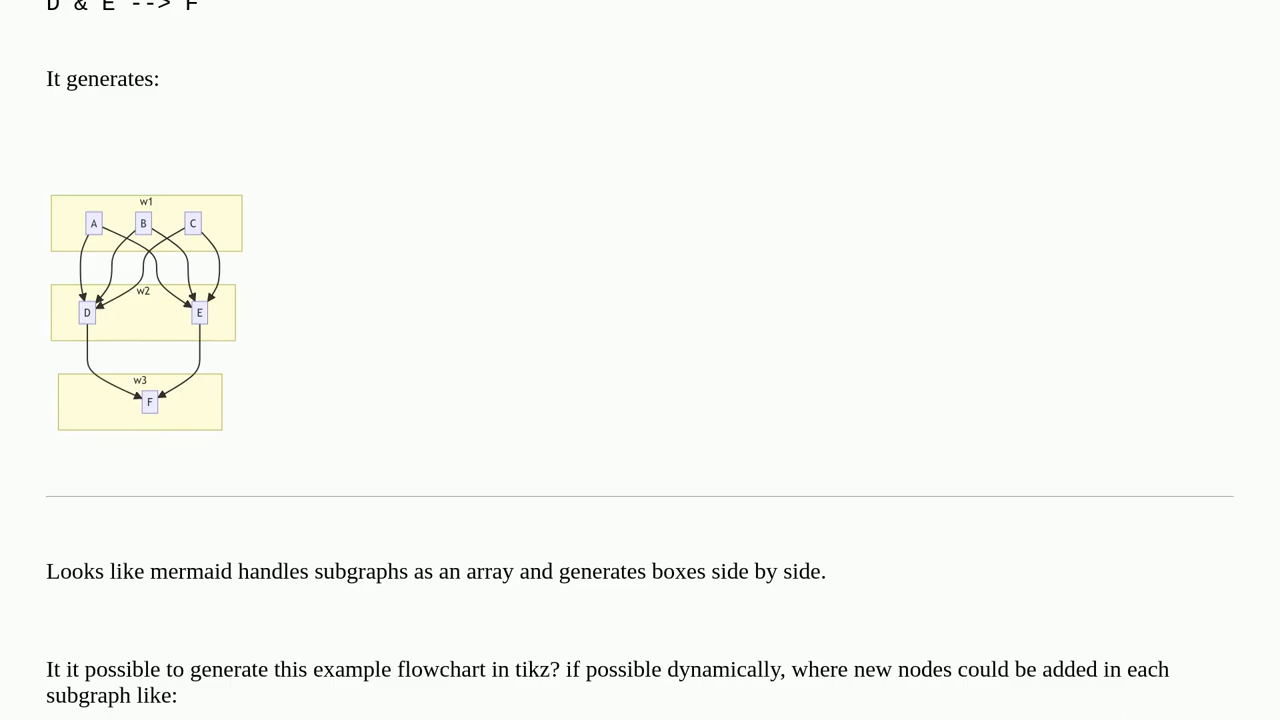 D & E --> F
It generates:
w1
A B C
w2
D E
w3
F
Looks like mermaid handles subgraphs as an array and generates boxes side by side.
It it possible to generate this example flowchart in tikz? if possible dynamically, where new nodes could be added in each
subgraph like: